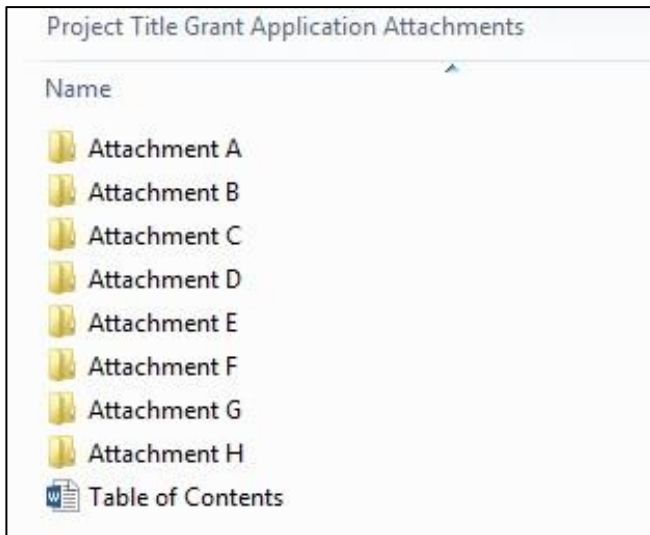 Project Title Grant Application Attachments
Name
Attachment A
Attachment B
Attachment C
Attachment D
Attachment E
Attachment F
Attachment G
Attachment H
Table of Contents